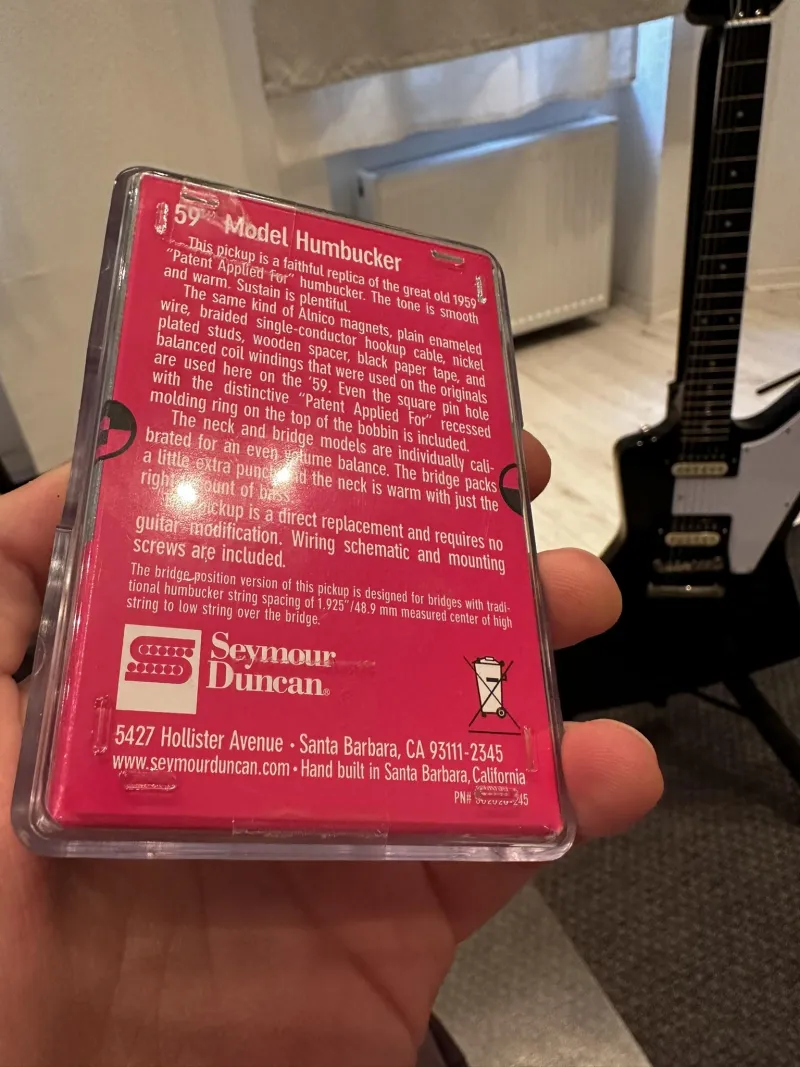 '59™ Model Humbucker
This pickup is a faithful replica of the great old 1959
"Patent Applied For" humbucker. The tone is smooth
and warm. Sustain is plentiful.
The same kind of Alnico magnets, plain enameled
wire, braided single-conductor hookup cable, nickel
plated studs, wooden spacer, black paper tape, and
balanced coil windings that were used on the originals
are used here on the '59. Even the square pin hole
with the distinctive "Patent Applied For" recessed
molding ring on the top of the bobbin is included.
The neck and bridge models are individually cali-
brated for an even volume balance. The bridge packs
a little extra punch and the neck is warm with just the
right amount of bass.
pickup is a direct replacement and requires no
guitar modification. Wiring schematic and mounting
screws are included.
The bridge position version of this pickup is designed for bridges with tradi-
tional humbucker string spacing of 1.925"/48.9 mm measured center of high
string to low string over the bridge.
Seymour
Duncan®
5427 Hollister Avenue • Santa Barbara, CA 93111-2345
www.seymourduncan.com • Hand built in Santa Barbara, California
PN#